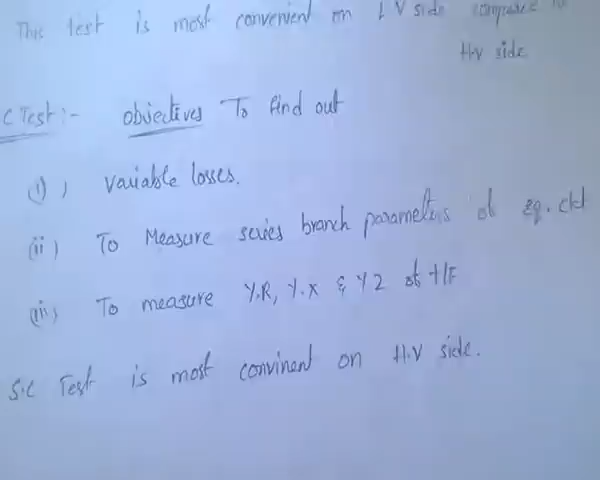 This test is most convenient on L V side compared to
H.V side
C Test :- objectives To find out
(i) ) Variable losses.
(ii) To Measure series branch parameters of eq. ckt
(iii) To measure Y.R, Y.X & Y Z of t/F
S.C Test is most convinent on H.V side.